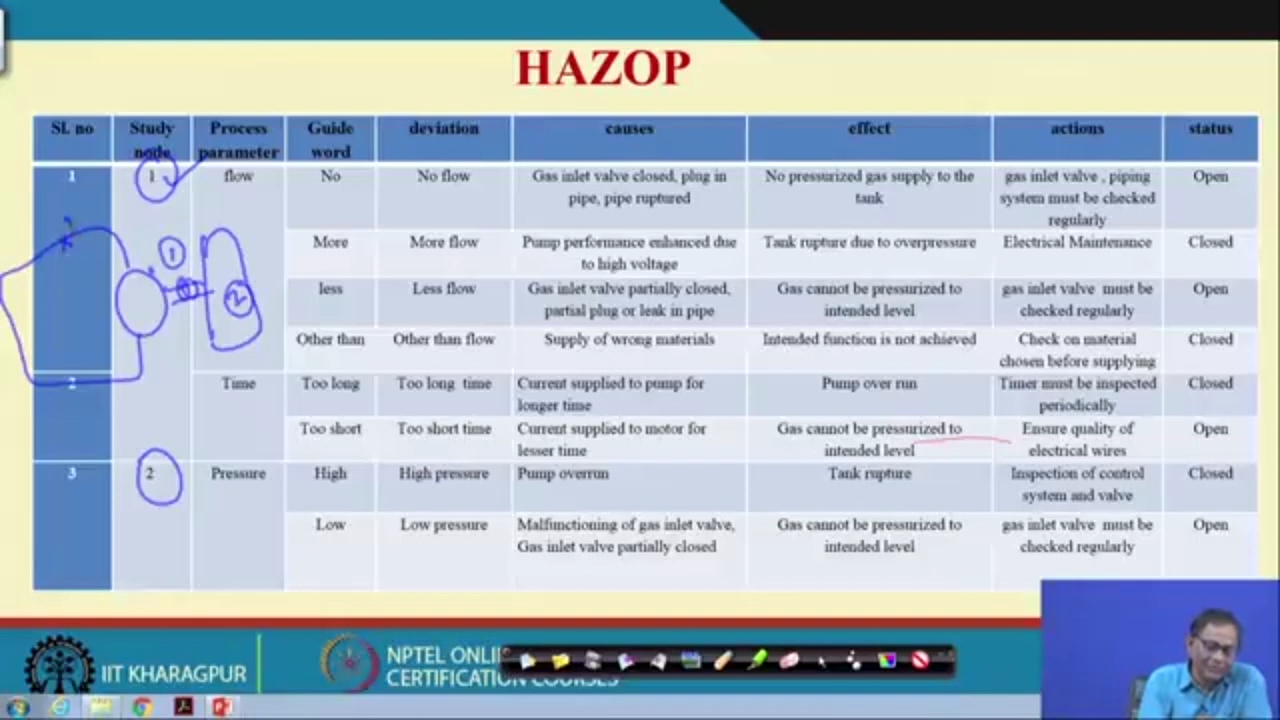 HAZOP
Sl. no
Study
node
Process
parameter
Guide
word
deviation
causes
effect
actions
status
1
1
flow
No
No flow
Gas inlet valve closed, plug in
pipe, pipe ruptured
No pressurized gas supply to the
tank
gas inlet valve , piping
system must be checked
regularly
Open
More
More flow
Pump performance enhanced due
to high voltage
Tank rupture due to overpressure
Electrical Maintenance
Closed
1
2
less
Less flow
Gas inlet valve partially closed,
partial plug or leak in pipe
Gas cannot be pressurized to
intended level
gas inlet valve must be
checked regularly
Open
Other than
Other than flow
Supply of wrong materials
Intended function is not achieved
Check on material
chosen before supplying
Closed
2
Time
Too long
Too long time
Current supplied to pump for
longer time
Pump over run
Timer must be inspected
periodically
Closed
Too short
Too short time
Current supplied to motor for
lesser time
Gas cannot be pressurized to
intended level
Ensure quality of
electrical wires
Open
3
2
Pressure
High
High pressure
Pump overrun
Tank rupture
Inspection of control
system and valve
Closed
Low
Low pressure
Malfunctioning of gas inlet valve,
Gas inlet valve partially closed
Gas cannot be pressurized to
intended level
gas inlet valve must be
checked regularly
Open
IIT KHARAGPUR
NPTEL ONLI
CERTIFICATION COURSES